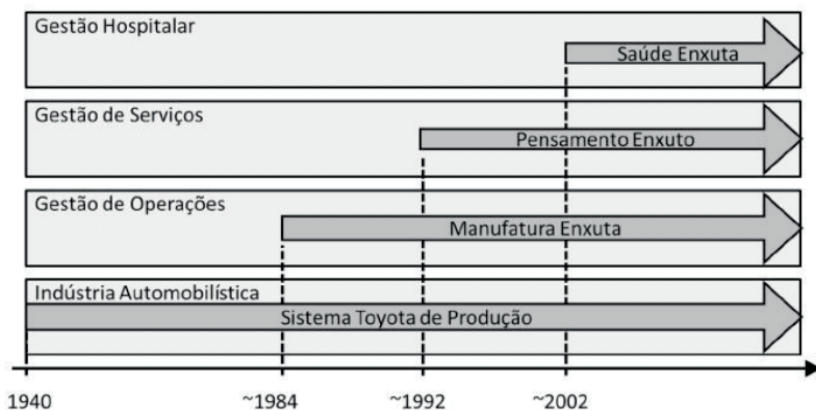 Gestão Hospitalar
Saúde Enxuta
Gestão de Serviços
Pensamento Enxuto
Gestão de Operações
Manufatura Enxuta
Indústria Automobilística
Sistema Toyota de Produção
1940 ~1984 ~1992 ~2002